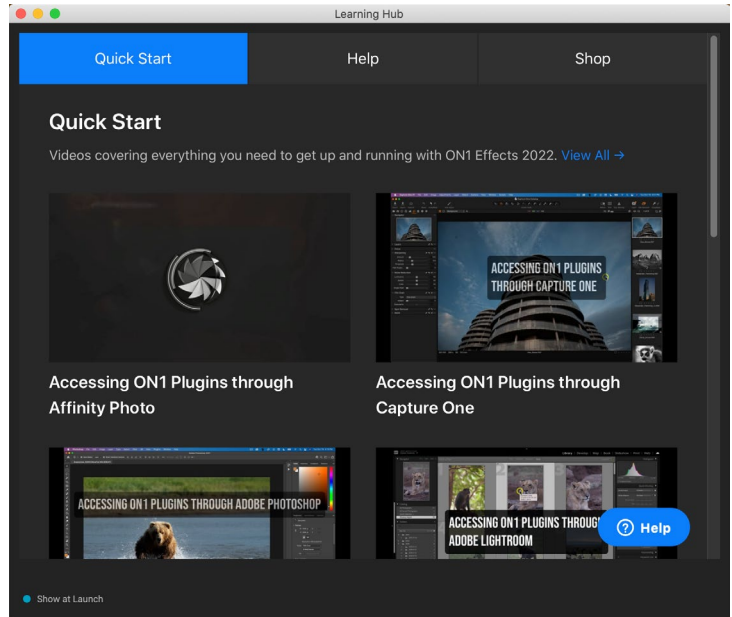 Learning Hub
Quick Start
Help
Shop
Quick Start
Videos covering everything you need to get up and running with ON1 Effects 2022. View All →
ACCESSING ON1 PLUGINS
THROUGH CAPTURE ONE
Accessing ON1 Plugins through
Affinity Photo
Accessing ON1 Plugins through
Capture One
ACCESSING ON1 PLUGINS THROUGH ADOBE PHOTOSHOP
ACCESSING ON1 PLUGINS
ADOBE LIGHTROOM
Help
Show at Launch